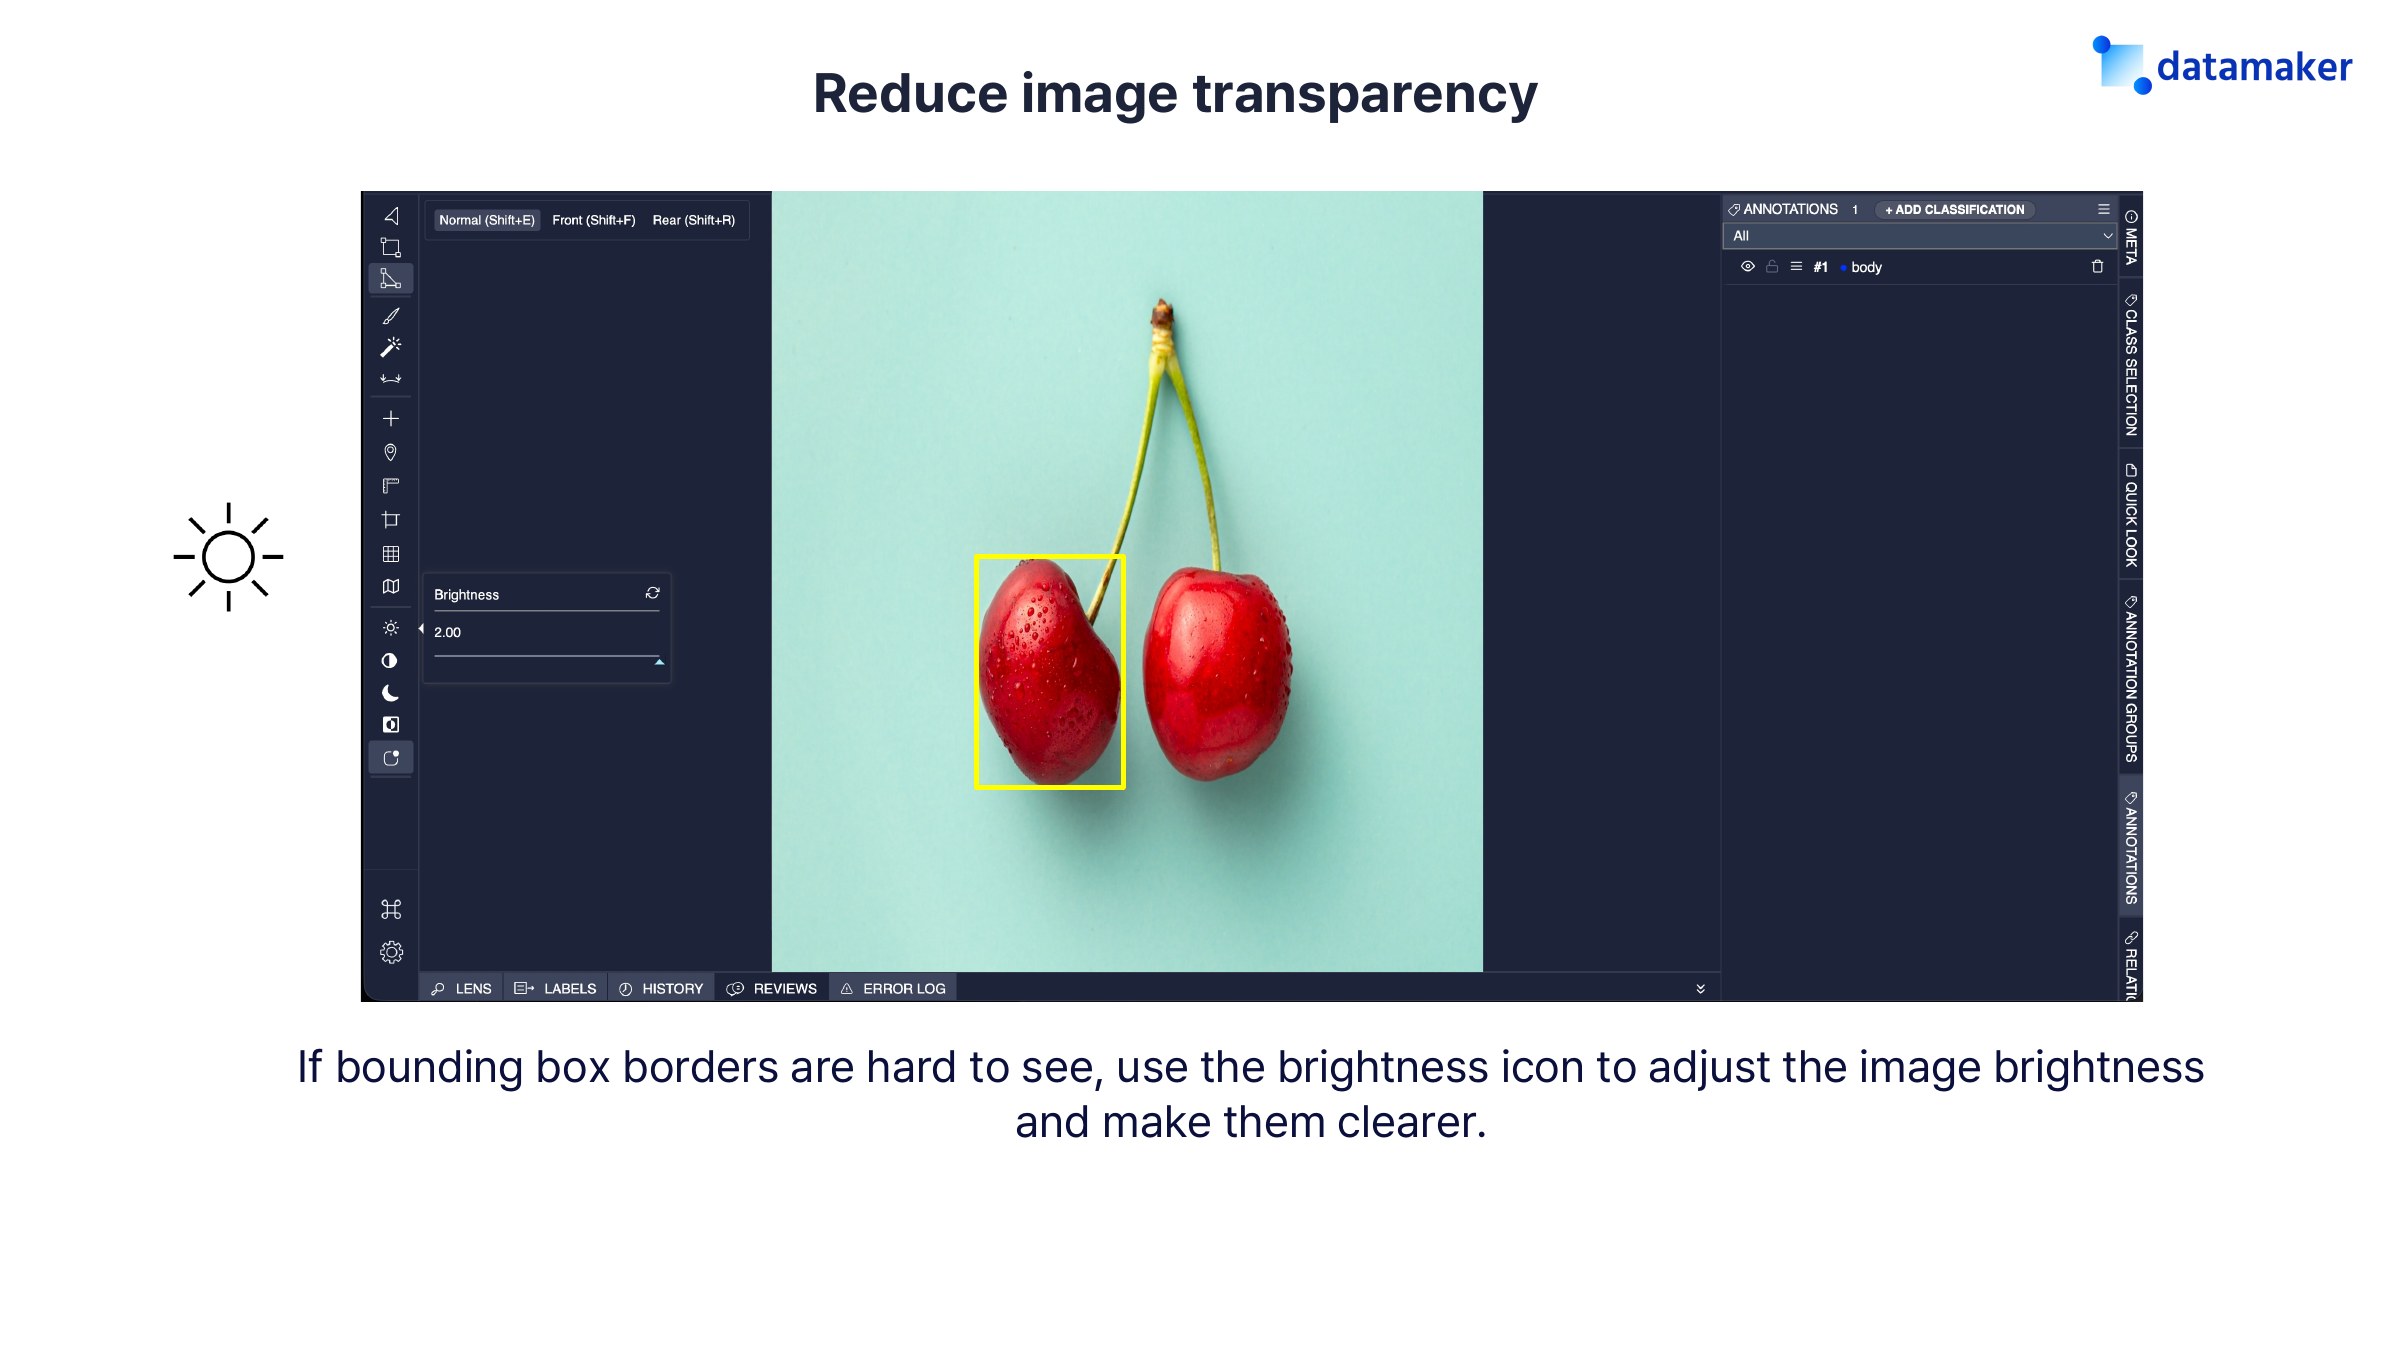 Reduce image transparency
datamaker
Normal (Shift+E) Front (Shift+F) Rear (Shift+R)
Brightness
2.00
ANNOTATIONS 1 + ADD CLASSIFICATION
All
#1 body
META
CLASS SELECTION
QUICK LOOK
ANNOTATION GROUPS
ANNOTATIONS
LENS LABELS HISTORY REVIEWS ERROR LOG
If bounding box borders are hard to see, use the brightness icon to adjust the image brightness
and make them clearer.